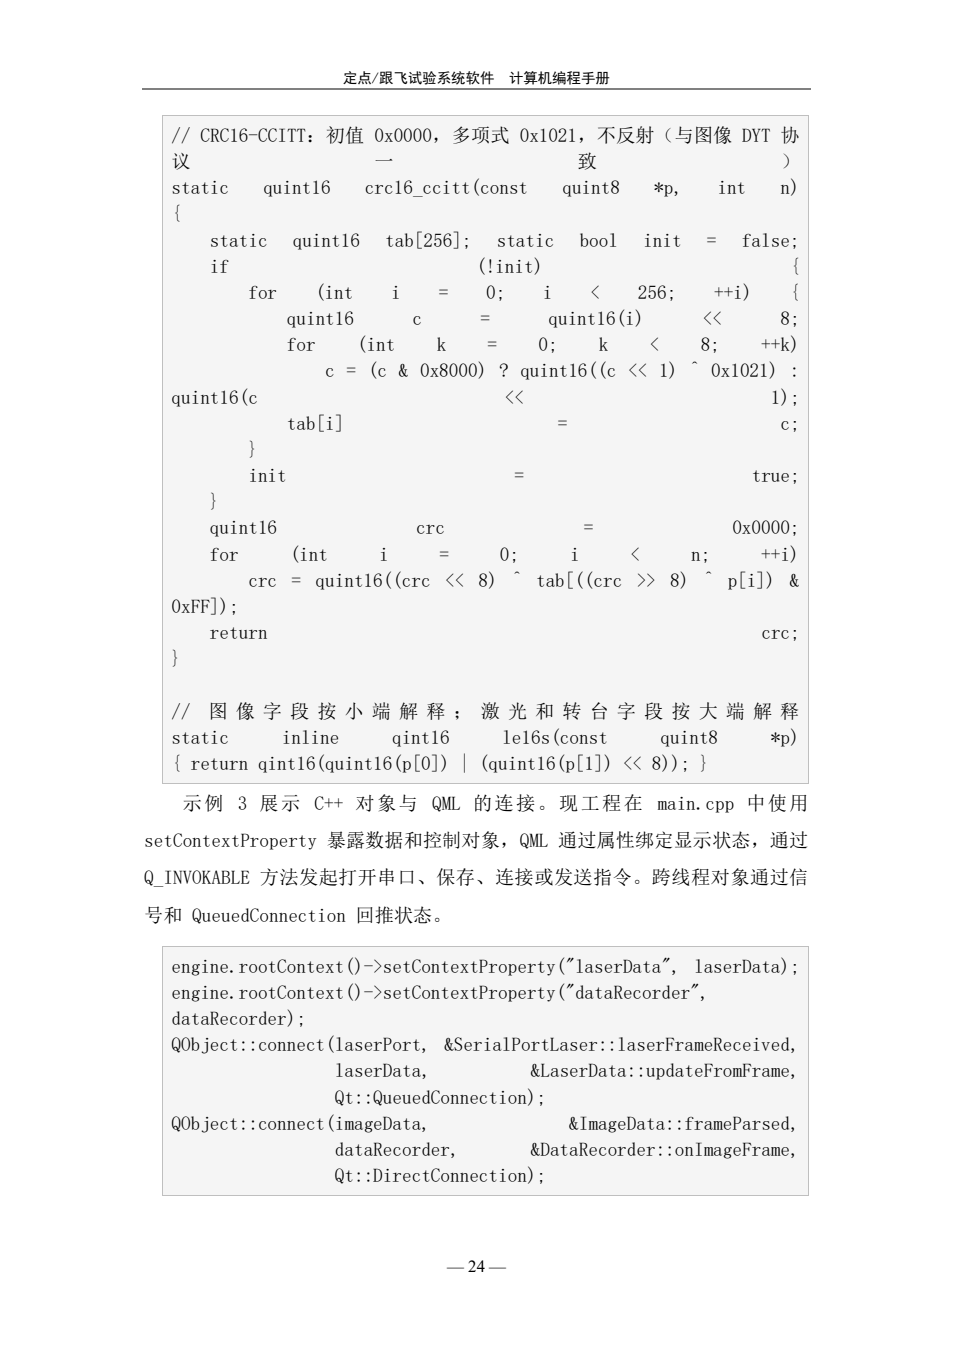 定点/跟飞试验系统软件　计算机编程手册
// CRC16-CCITT：初值 0x0000，多项式 0x1021，不反射（与图像 DYT 协
议 一 致 ）
static quint16 crc16_ccitt(const quint8 *p, int n)
{
    static quint16 tab[256]; static bool init = false;
    if (!init) {
        for (int i = 0; i < 256; ++i) {
            quint16 c = quint16(i) << 8;
            for (int k = 0; k < 8; ++k)
                c = (c & 0x8000) ? quint16((c << 1) ^ 0x1021) :
quint16(c << 1);
            tab[i] = c;
        }
        init = true;
    }
    quint16 crc = 0x0000;
    for (int i = 0; i < n; ++i)
        crc = quint16((crc << 8) ^ tab[((crc >> 8) ^ p[i]) &
0xFF]);
    return crc;
}
// 图像字段按小端解释；激光和转台字段按大端解释
static inline qint16 le16s(const quint8 *p)
{ return qint16(quint16(p[0]) | (quint16(p[1]) << 8)); }
示例 3 展示 C++ 对象与 QML 的连接。现工程在 main.cpp 中使用
setContextProperty 暴露数据和控制对象，QML 通过属性绑定显示状态，通过
Q_INVOKABLE 方法发起打开串口、保存、连接或发送指令。跨线程对象通过信
号和 QueuedConnection 回推状态。
engine.rootContext()->setContextProperty("laserData", laserData);
engine.rootContext()->setContextProperty("dataRecorder",
dataRecorder);
QObject::connect(laserPort, &SerialPortLaser::laserFrameReceived,
                 laserData, &LaserData::updateFromFrame,
                 Qt::QueuedConnection);
QObject::connect(imageData, &ImageData::frameParsed,
                 dataRecorder, &DataRecorder::onImageFrame,
                 Qt::DirectConnection);
— 24 —